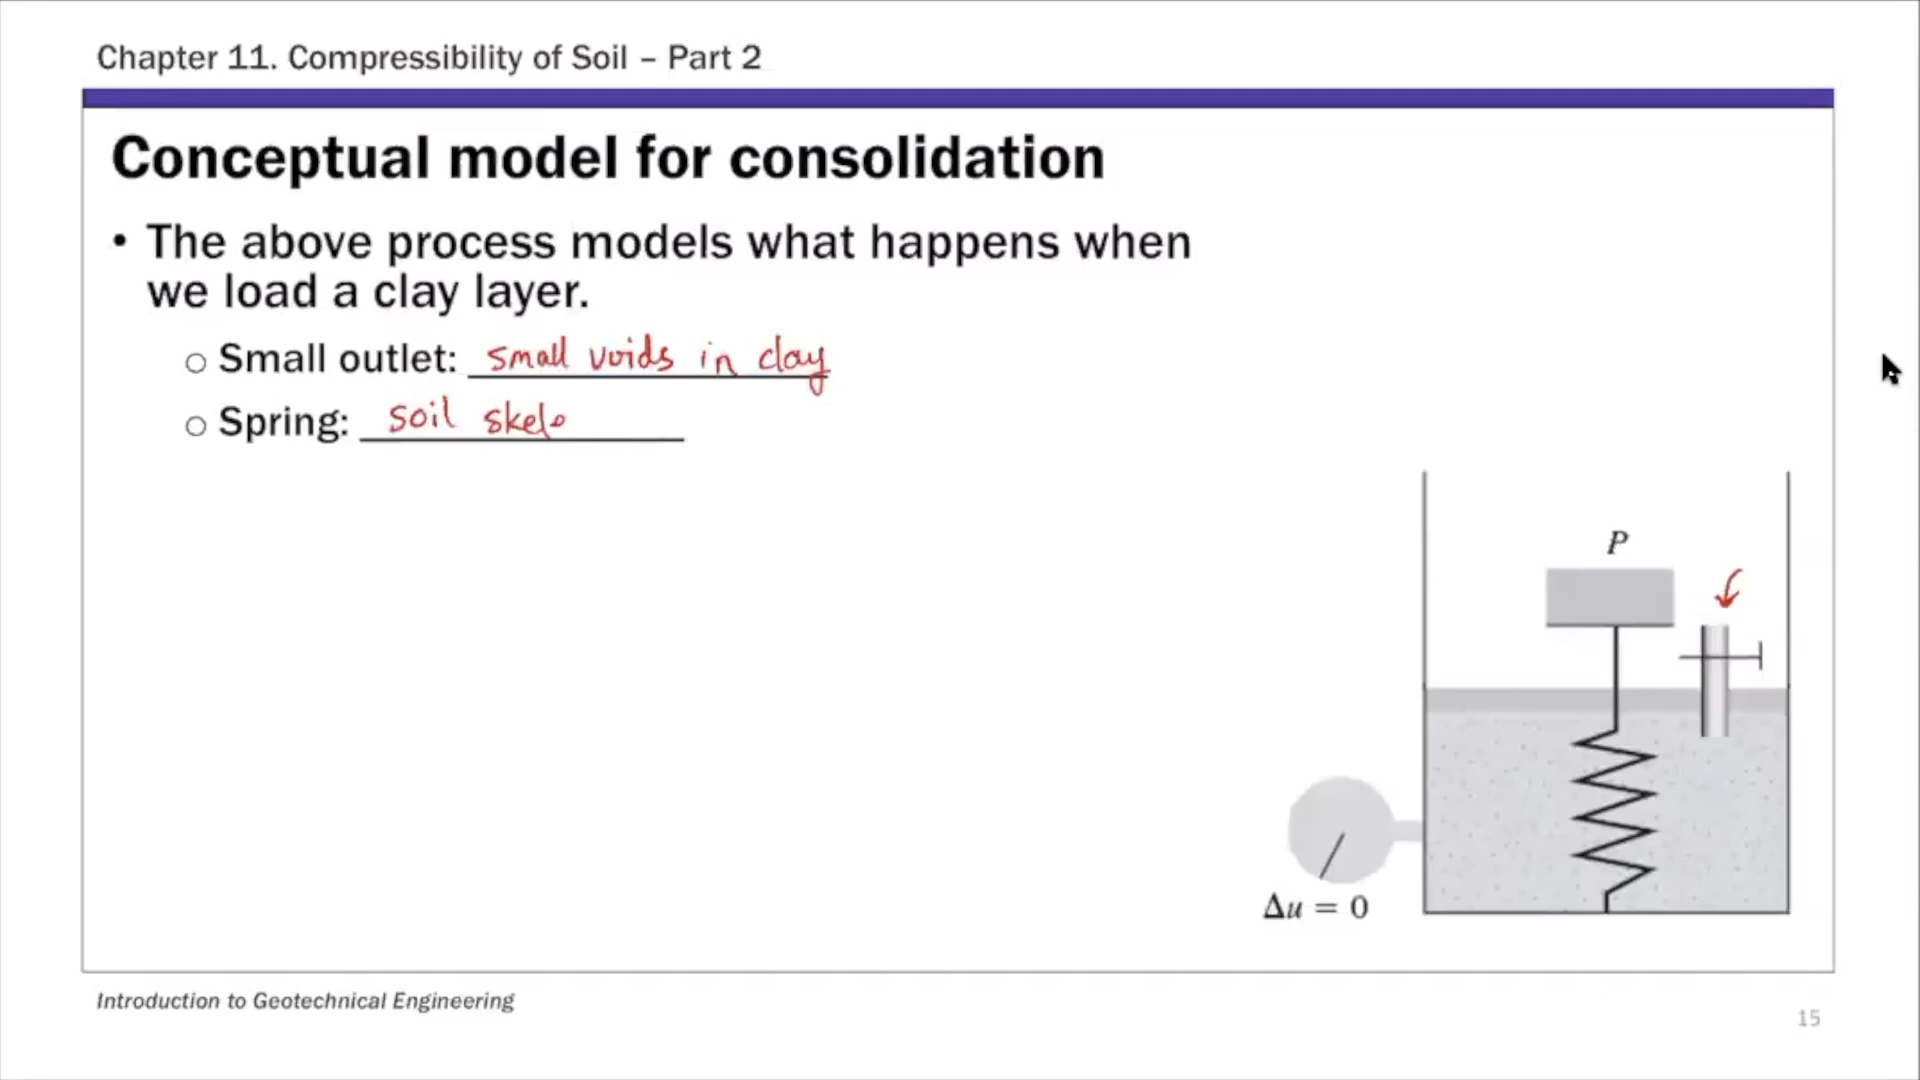 Chapter 11. Compressibility of Soil – Part 2
Conceptual model for consolidation
• The above process models what happens when
we load a clay layer.
○ Small outlet: small voids in clay
○ Spring: soil skele
P
Δu = 0
Introduction to Geotechnical Engineering
15